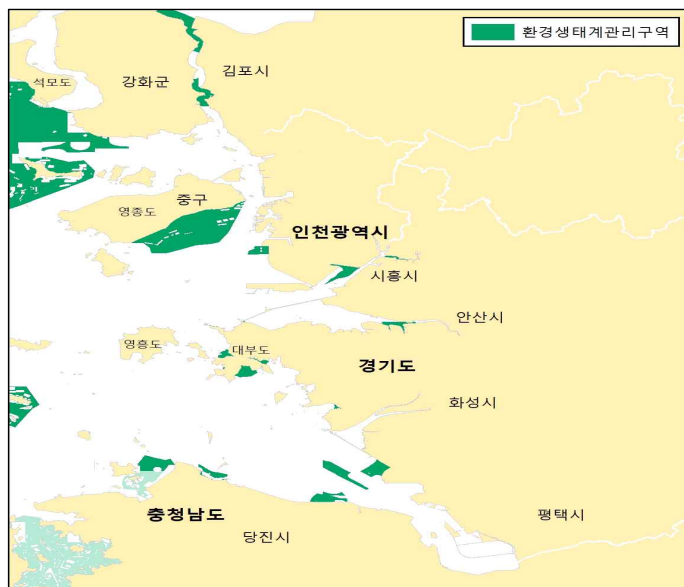 환경생태계관리구역
석모도
강화군
김포시
중구
영종도
인천광역시
시흥시
안산시
영흥도
대부도
경기도
화성시
충청남도
당진시
평택시